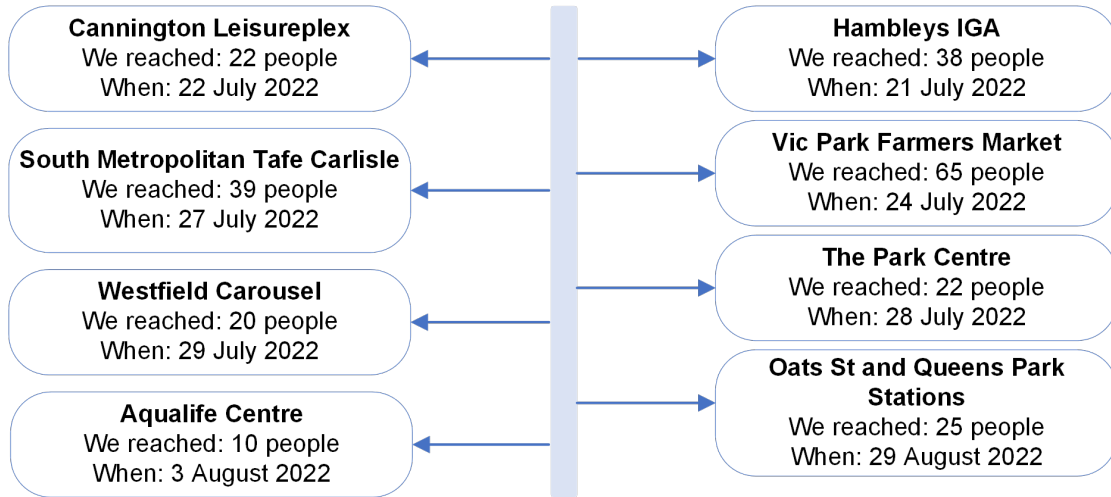 Cannington Leisureplex
We reached: 22 people
When: 22 July 2022
South Metropolitan Tafe Carlisle
We reached: 39 people
When: 27 July 2022
Westfield Carousel
We reached: 20 people
When: 29 July 2022
Aqualife Centre
We reached: 10 people
When: 3 August 2022
Hambleys IGA
We reached: 38 people
When: 21 July 2022
Vic Park Farmers Market
We reached: 65 people
When: 24 July 2022
The Park Centre
We reached: 22 people
When: 28 July 2022
Oats St and Queens Park
Stations
We reached: 25 people
When: 29 August 2022